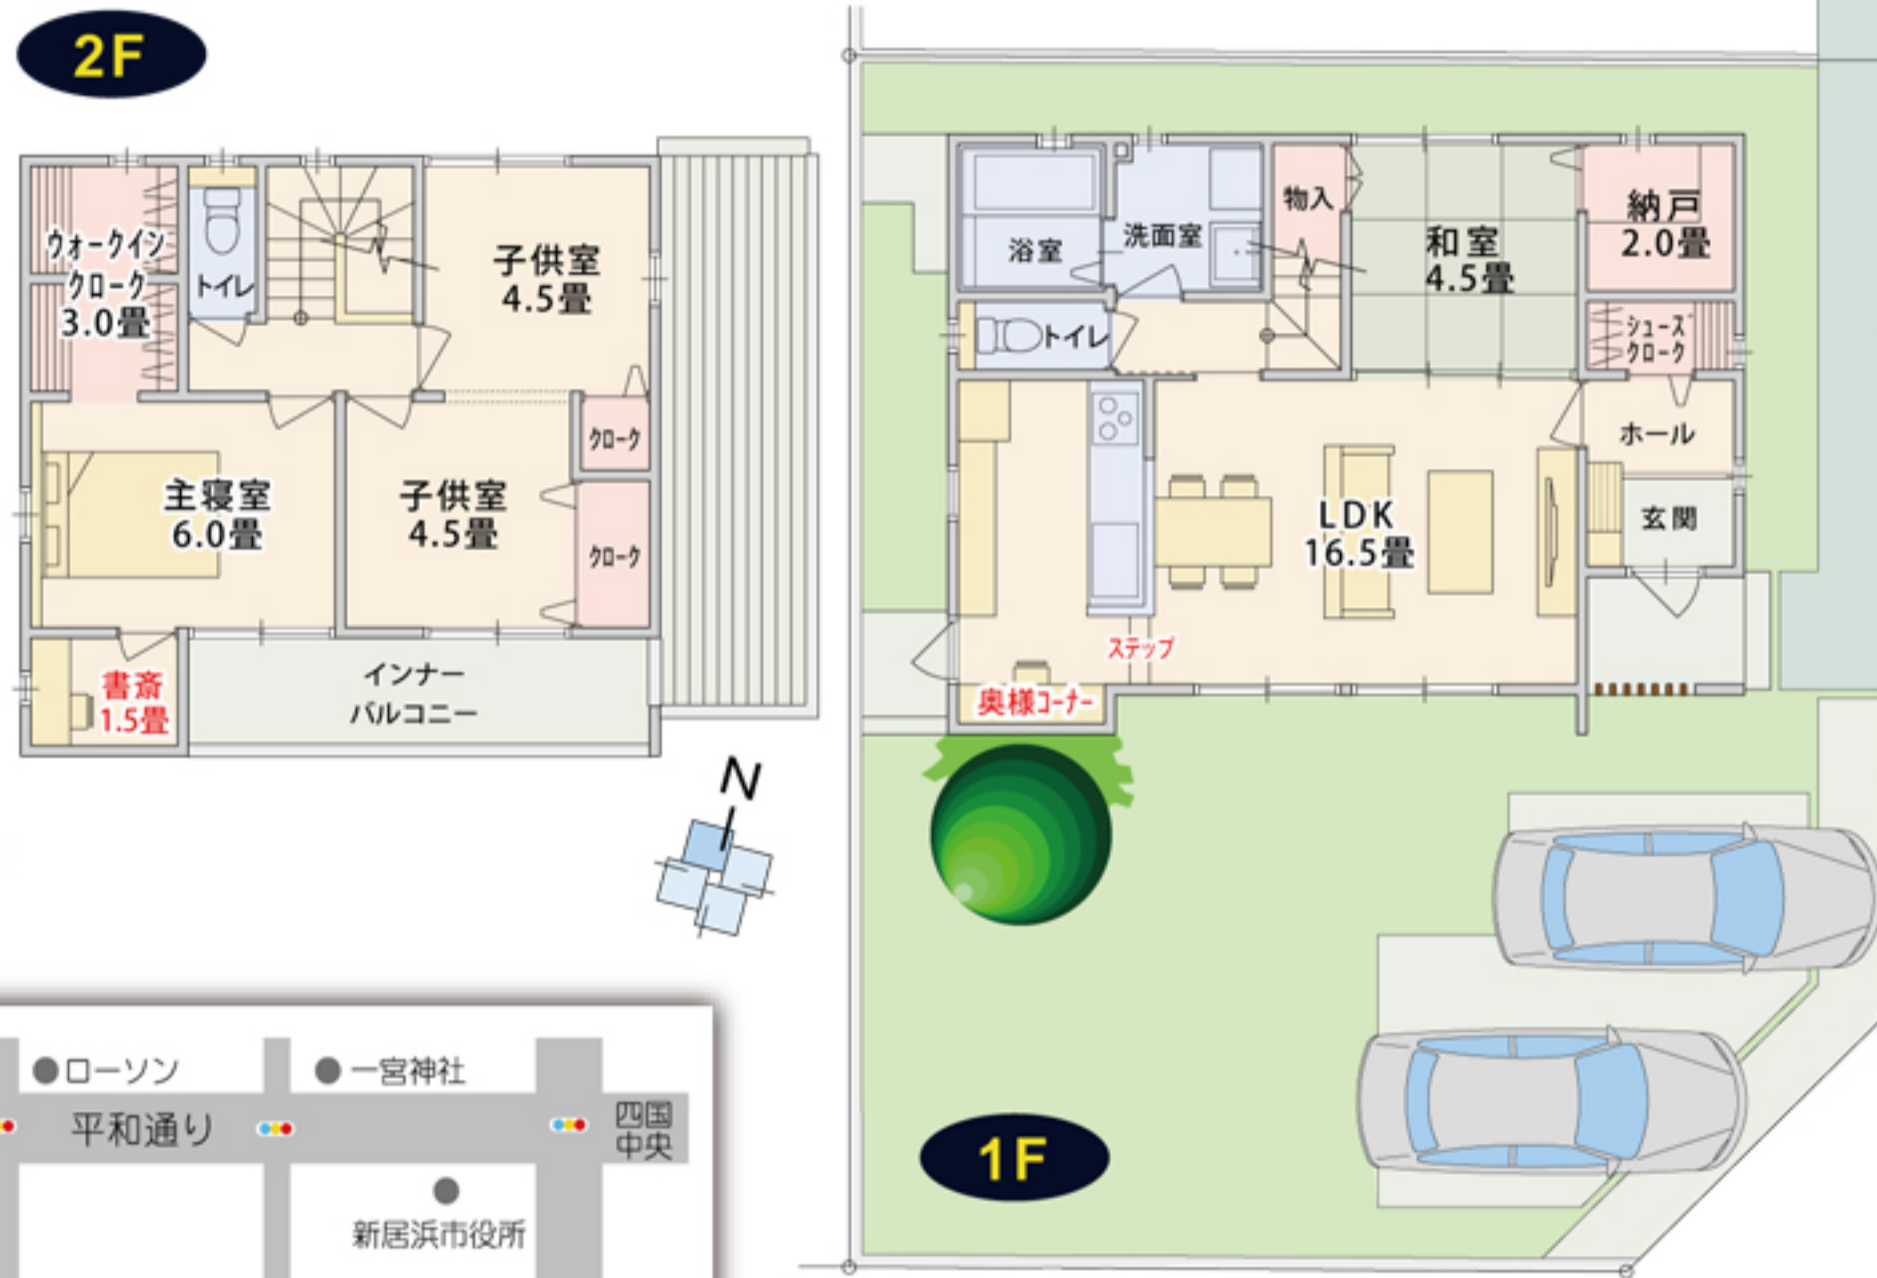 2F
ウォークイン
クローク
3.0畳
トイレ
子供室
4.5畳
クローク
主寝室
6.0畳
子供室
4.5畳
クローク
書斎
1.5畳
インナー
バルコニー
N
浴室
洗面室
物入
和室
4.5畳
納戸
2.0畳
トイレ
シューズ
クローク
ホール
LDK
16.5畳
玄関
ステップ
奥様コーナー
1F
ローソン
一宮神社
平和通り
四国
中央
新居浜市役所